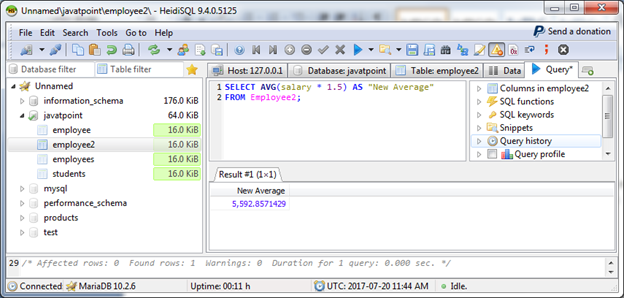 Unnamed\javatpoint\employee2\ - HeidiSQL 9.4.0.5125
File Edit Search Tools Go to Help
Send a donation
Database filter
Table filter
Host: 127.0.0.1
Database: javatpoint
Table: employee2
Data
Query*
Unnamed
information_schema 176.0 KiB
javatpoint 64.0 KiB
employee 16.0 KiB
employee2 16.0 KiB
employees 16.0 KiB
students 16.0 KiB
mysql
performance_schema
products
test
1 SELECT AVG(salary * 1.5) AS "New Average"
2 FROM Employee2;
Columns in employee2
SQL functions
SQL keywords
Snippets
Query history
Query profile
Result #1 (1×1)
New Average
5,592.8571429
29 /* Affected rows: 0 Found rows: 1 Warnings: 0 Duration for 1 query: 0.000 sec. */
Connected: MariaDB 10.2.6 Uptime: 00:11 h UTC: 2017-07-20 11:44 AM Idle.